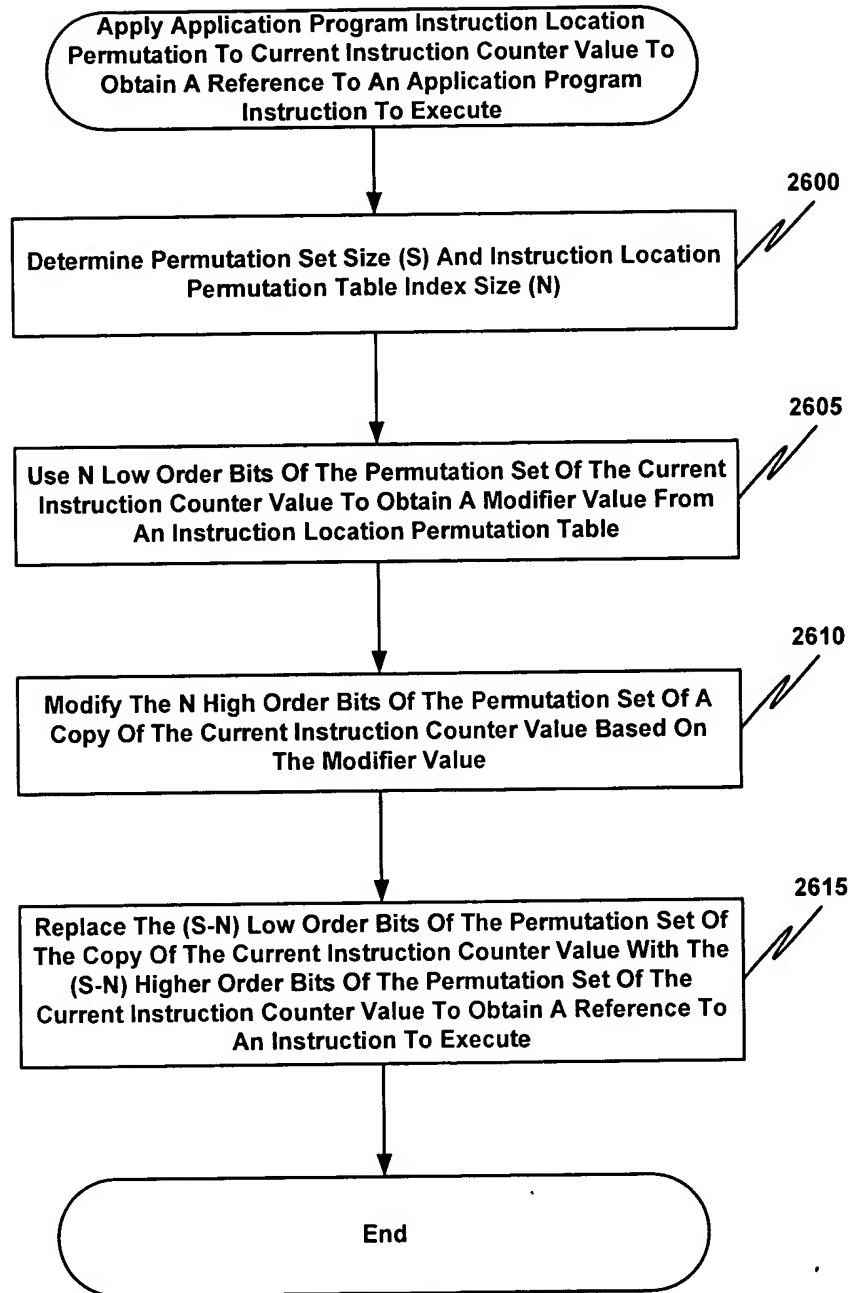 Apply Application Program Instruction Location
Permutation To Current Instruction Counter Value To
Obtain A Reference To An Application Program
Instruction To Execute
2600
Determine Permutation Set Size (S) And Instruction Location
Permutation Table Index Size (N)
2605
Use N Low Order Bits Of The Permutation Set Of The Current
Instruction Counter Value To Obtain A Modifier Value From
An Instruction Location Permutation Table
2610
Modify The N High Order Bits Of The Permutation Set Of A
Copy Of The Current Instruction Counter Value Based On
The Modifier Value
2615
Replace The (S-N) Low Order Bits Of The Permutation Set Of
The Copy Of The Current Instruction Counter Value With The
(S-N) Higher Order Bits Of The Permutation Set Of The
Current Instruction Counter Value To Obtain A Reference To
An Instruction To Execute
End